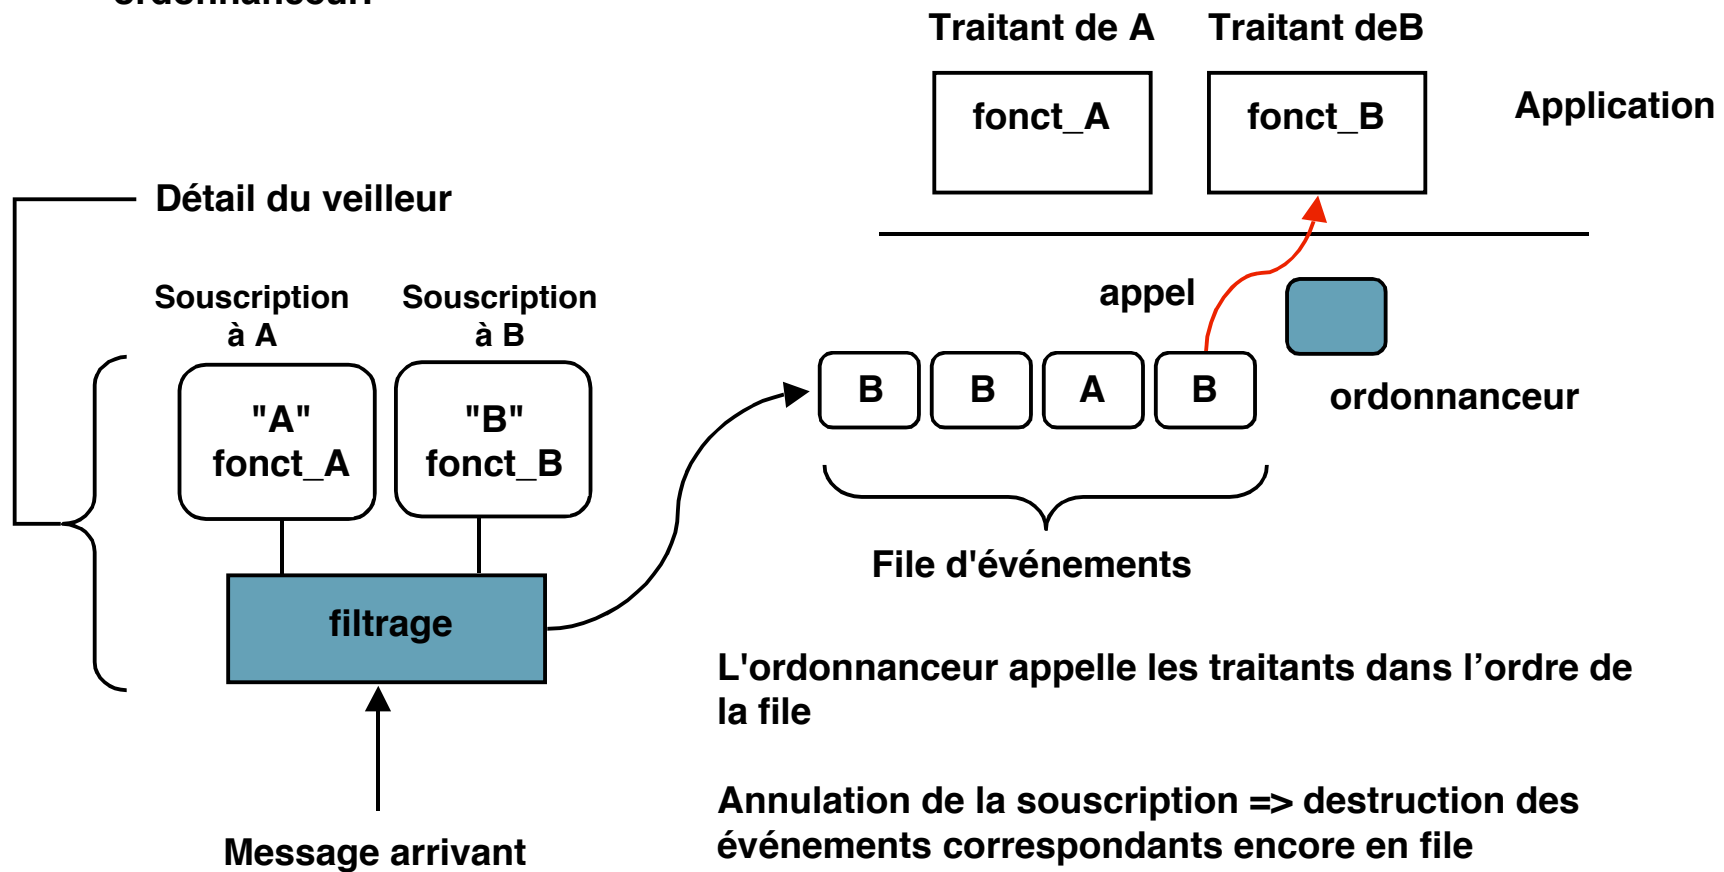 ordonnanceur.
Traitant de A
Traitant deB
fonct_A
fonct_B
Application
Détail du veilleur
Souscription
à A
Souscription
à B
appel
"A"
fonct_A
"B"
fonct_B
B
B
A
B
ordonnanceur
File d'événements
filtrage
L'ordonnanceur appelle les traitants dans l’ordre de
la file
Annulation de la souscription => destruction des
événements correspondants encore en file
Message arrivant